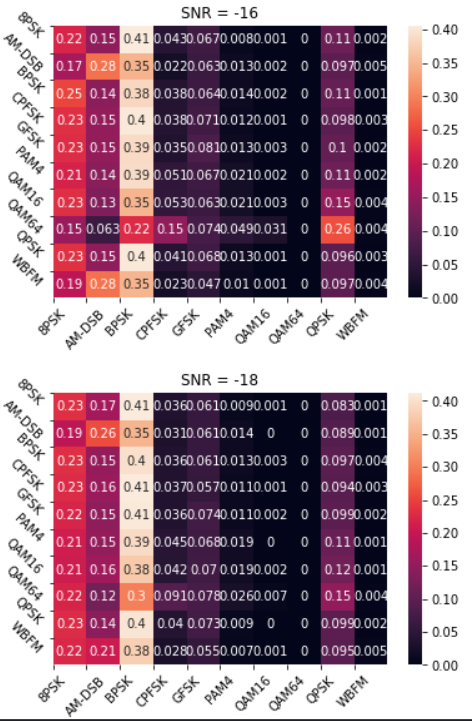 SNR = -16
8PSK 0.22 0.15 0.41 0.043 0.067 0.008 0.001 0 0.11 0.002
AM-DSB 0.17 0.28 0.35 0.022 0.063 0.013 0.002 0 0.097 0.005
BPSK 0.25 0.14 0.38 0.038 0.064 0.014 0.002 0 0.11 0.001
CPFSK 0.23 0.15 0.4 0.038 0.071 0.012 0.001 0 0.098 0.003
GFSK 0.23 0.15 0.39 0.035 0.081 0.013 0.003 0 0.1 0.002
PAM4 0.21 0.14 0.39 0.051 0.067 0.021 0.002 0 0.11 0.002
QAM16 0.23 0.13 0.35 0.053 0.063 0.021 0.003 0 0.15 0.004
QAM64 0.15 0.063 0.22 0.15 0.074 0.049 0.031 0 0.26 0.004
QPSK 0.23 0.15 0.4 0.041 0.068 0.013 0.001 0 0.096 0.003
WBFM 0.19 0.28 0.35 0.023 0.047 0.01 0.001 0 0.097 0.004
8PSK AM-DSB BPSK CPFSK GFSK PAM4 QAM16 QAM64 QPSK WBFM
0.40
0.35
0.30
0.25
0.20
0.15
0.10
0.05
0.00
SNR = -18
8PSK 0.23 0.17 0.41 0.036 0.061 0.009 0.001 0 0.083 0.001
AM-DSB 0.19 0.26 0.35 0.031 0.061 0.014 0 0 0.089 0.001
BPSK 0.23 0.15 0.4 0.036 0.061 0.013 0.003 0 0.097 0.004
CPFSK 0.23 0.16 0.41 0.037 0.057 0.011 0.001 0 0.094 0.003
GFSK 0.22 0.15 0.41 0.036 0.074 0.011 0.002 0 0.099 0.002
PAM4 0.21 0.15 0.39 0.045 0.068 0.019 0 0 0.11 0.001
QAM16 0.21 0.16 0.38 0.042 0.07 0.019 0.002 0 0.12 0.001
QAM64 0.22 0.12 0.3 0.091 0.078 0.026 0.007 0 0.15 0.004
QPSK 0.23 0.14 0.4 0.04 0.073 0.009 0 0 0.099 0.002
WBFM 0.22 0.21 0.38 0.028 0.055 0.007 0.001 0 0.095 0.005
8PSK AM-DSB BPSK CPFSK GFSK PAM4 QAM16 QAM64 QPSK WBFM
0.40
0.35
0.30
0.25
0.20
0.15
0.10
0.05
0.00